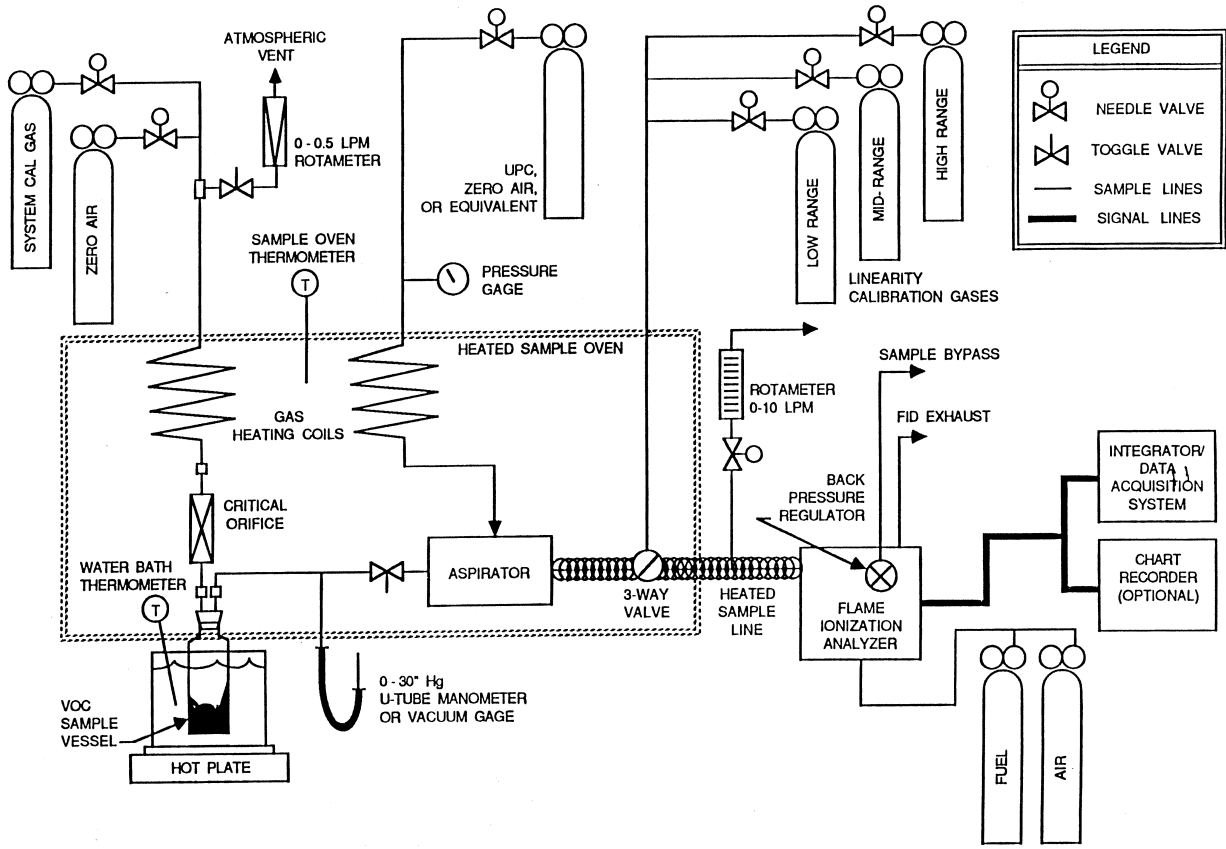 ATMOSPHERIC
VENT
SYSTEM CAL GAS
ZERO AIR
0 - 0.5 LPM
ROTAMETER
UPC,
ZERO AIR,
OR EQUIVALENT
LOW RANGE
MID- RANGE
HIGH RANGE
LINEARITY
CALIBRATION GASES
LEGEND
NEEDLE VALVE
TOGGLE VALVE
SAMPLE LINES
SIGNAL LINES
SAMPLE OVEN
THERMOMETER
T
PRESSURE
GAGE
HEATED SAMPLE OVEN
GAS
HEATING COILS
CRITICAL
ORIFICE
ROTAMETER
0-10 LPM
SAMPLE BYPASS
FID EXHAUST
BACK
PRESSURE
REGULATOR
INTEGRATOR/
DATA
ACQUISITION
SYSTEM
CHART
RECORDER
(OPTIONAL)
WATER BATH
THERMOMETER
T
ASPIRATOR
3-WAY
VALVE
HEATED
SAMPLE
LINE
FLAME
IONIZATION
ANALYZER
VOC
SAMPLE
VESSEL
0 - 30" Hg
U-TUBE MANOMETER
OR VACUUM GAGE
HOT PLATE
FUEL
AIR